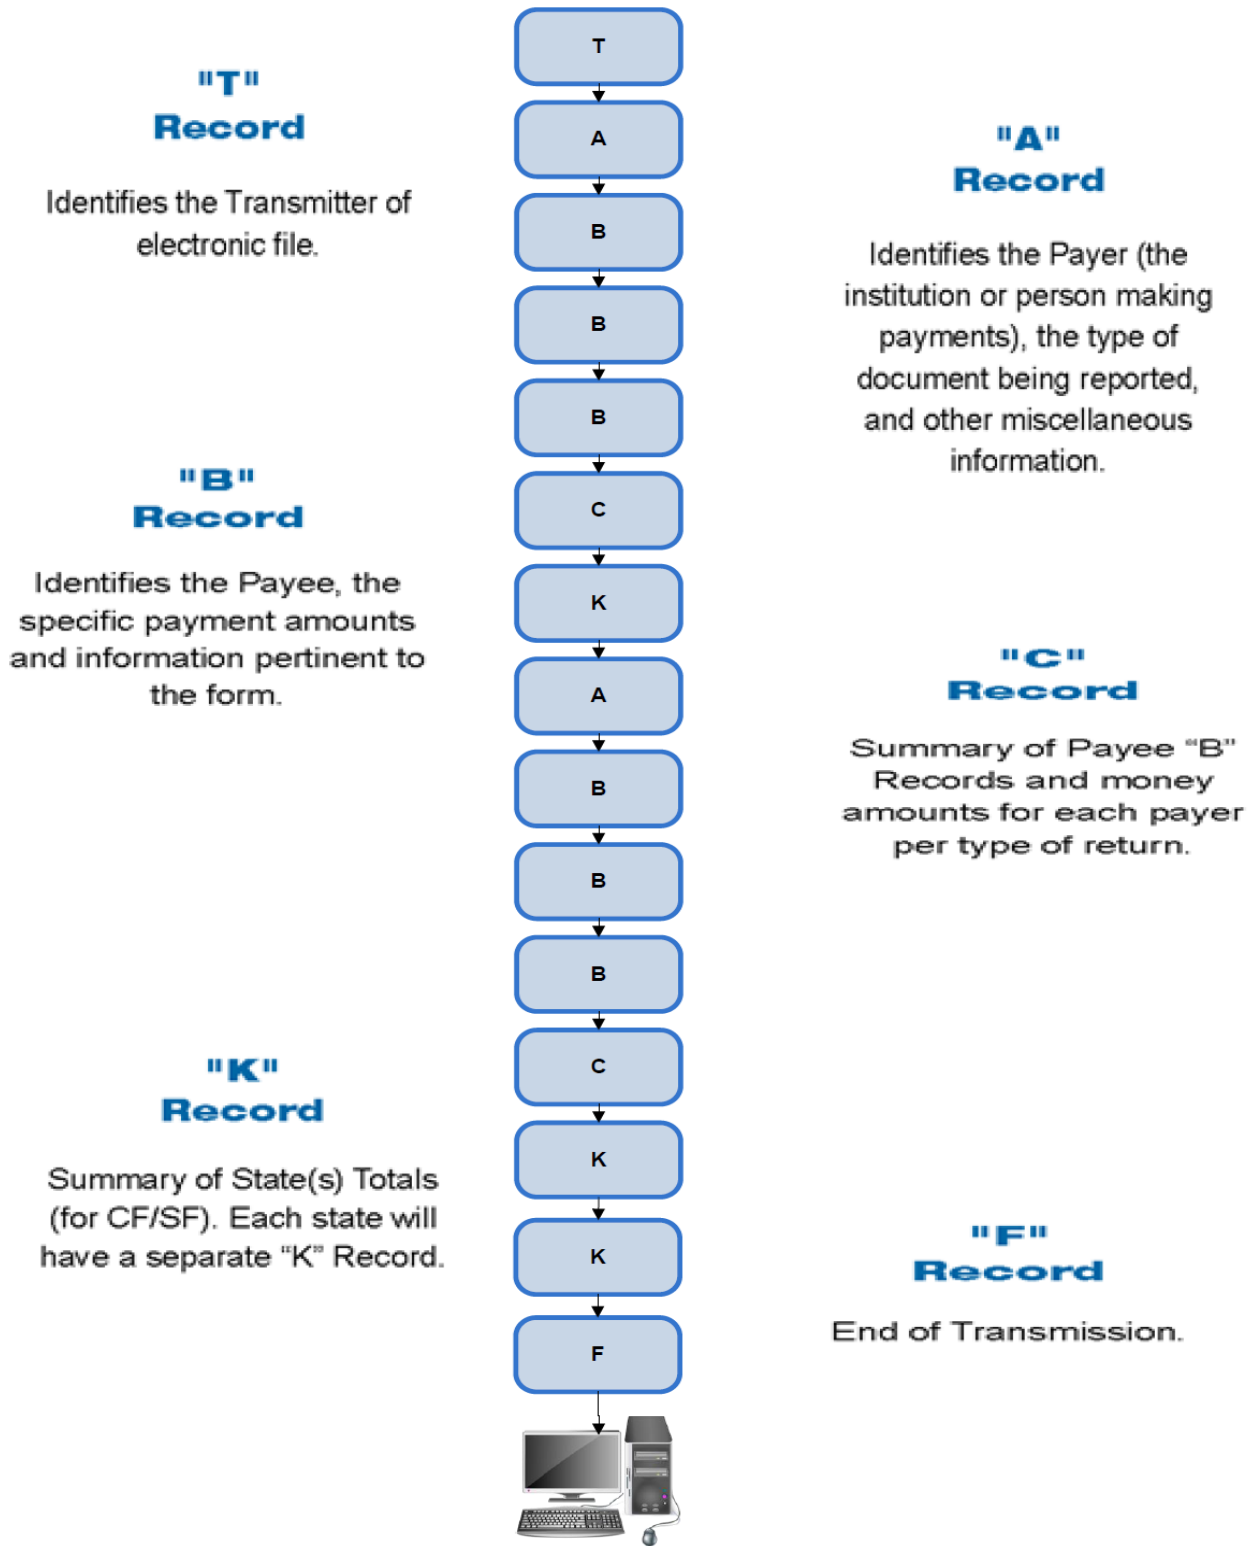 T
"T"
Record
Identifies the Transmitter of
electronic file.
A
"A"
Record
Identifies the Payer (the
institution or person making
payments), the type of
document being reported,
and other miscellaneous
information.
B
B
B
"B"
Record
Identifies the Payee, the
specific payment amounts
and information pertinent to
the form.
C
K
A
"C"
Record
Summary of Payee “B”
Records and money
amounts for each payer
per type of return.
B
B
B
C
"K"
Record
Summary of State(s) Totals
(for CF/SF). Each state will
have a separate “K” Record.
K
K
"F"
Record
End of Transmission.
F